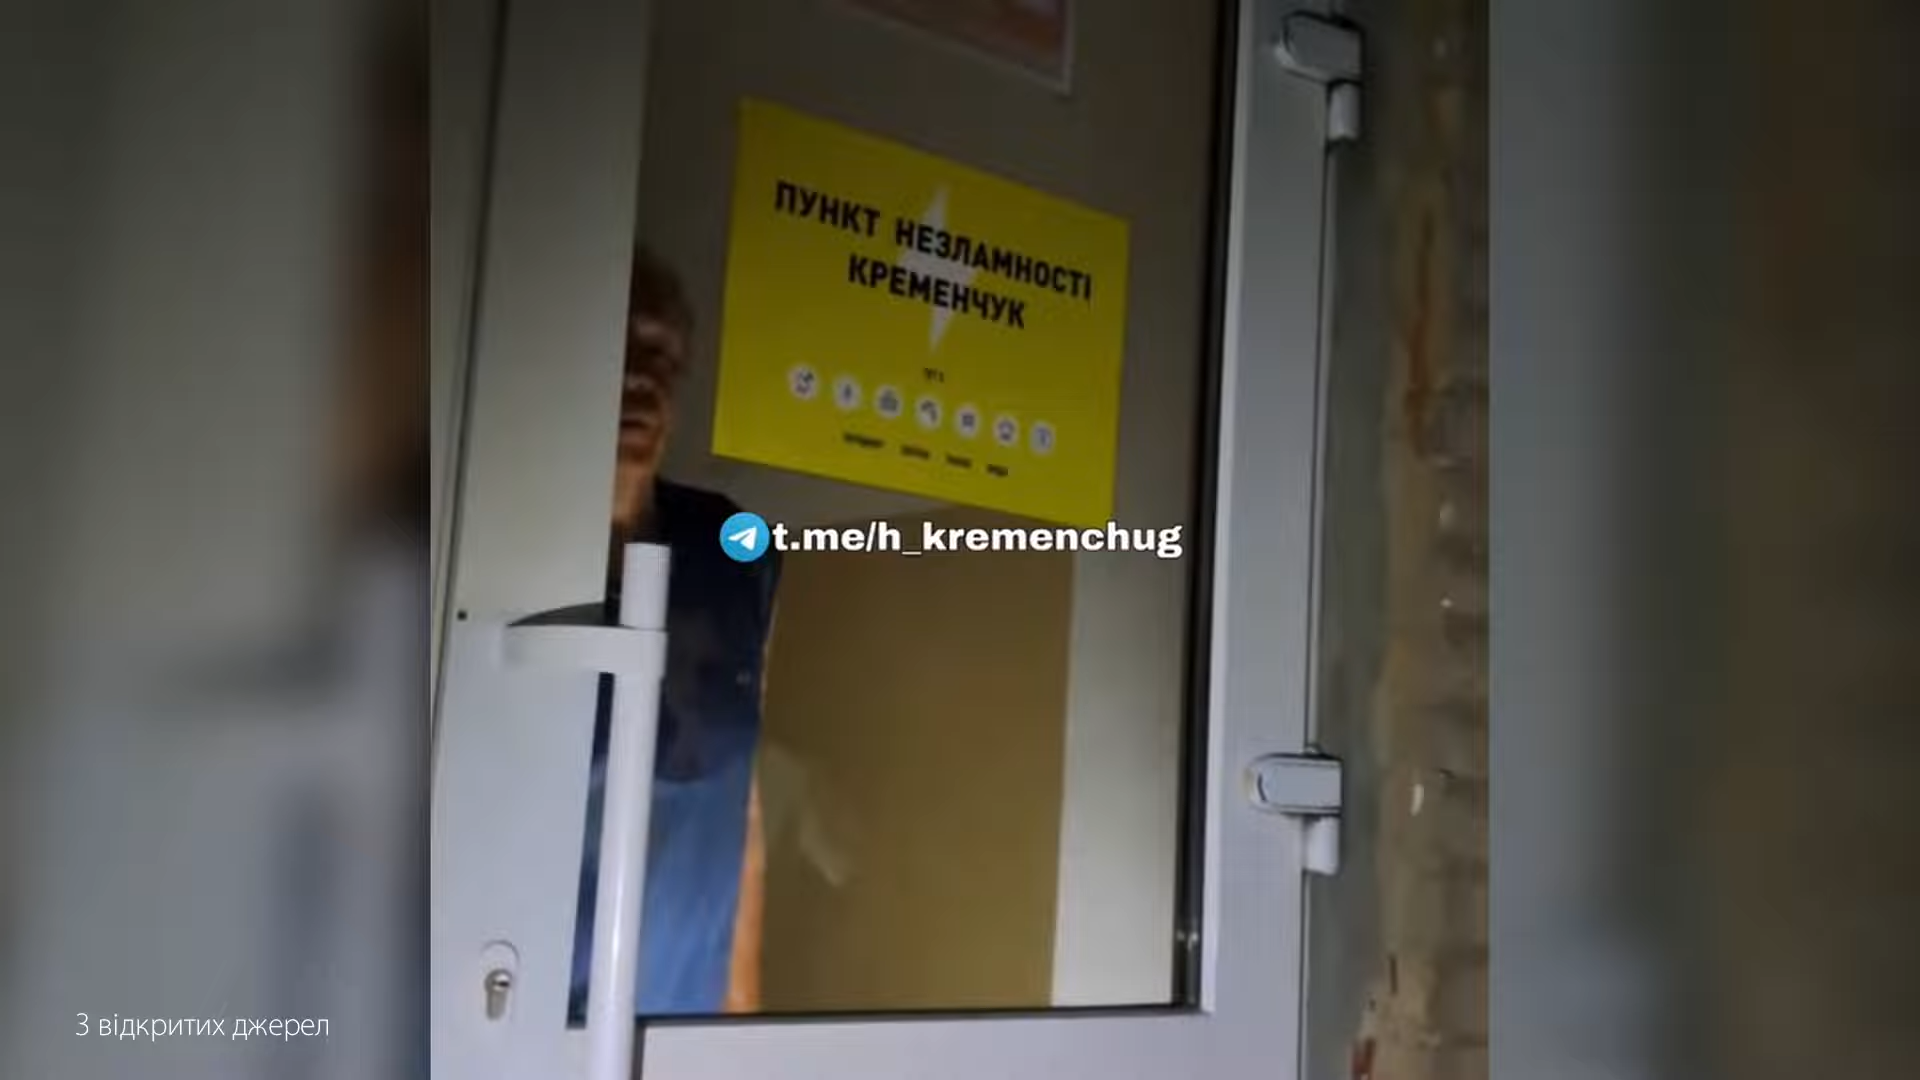 ПУНКТ НЕЗЛАМНОСТІ
КРЕМЕНЧУК
t.me/h_kremenchug
З відкритих джерел